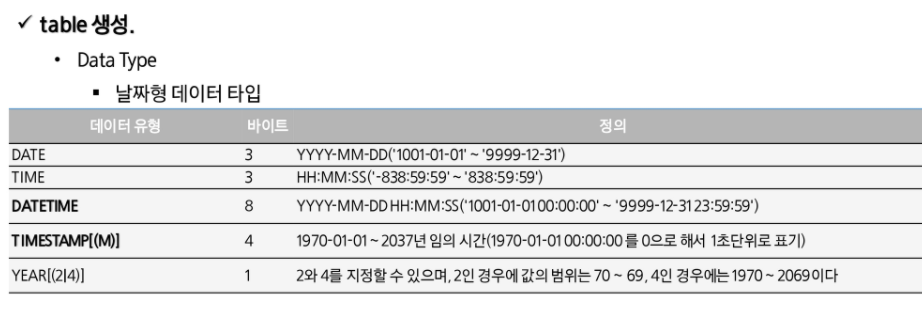 ✓ table 생성.
• Data Type
▪ 날짜형 데이터 타입
데이터 유형 바이트 정의
DATE 3 YYYY-MM-DD('1001-01-01' ~ '9999-12-31')
TIME 3 HH:MM:SS('-838:59:59' ~ '838:59:59')
DATETIME 8 YYYY-MM-DD HH:MM:SS('1001-01-01 00:00:00' ~ '9999-12-31 23:59:59')
TIMESTAMP[(M)] 4 1970-01-01 ~ 2037년 임의 시간(1970-01-01 00:00:00 를 0으로 해서 1초단위로 표기)
YEAR[(2|4)] 1 2와 4를 지정할 수 있으며, 2인 경우에 값의 범위는 70 ~ 69, 4인 경우에는 1970 ~ 2069이다